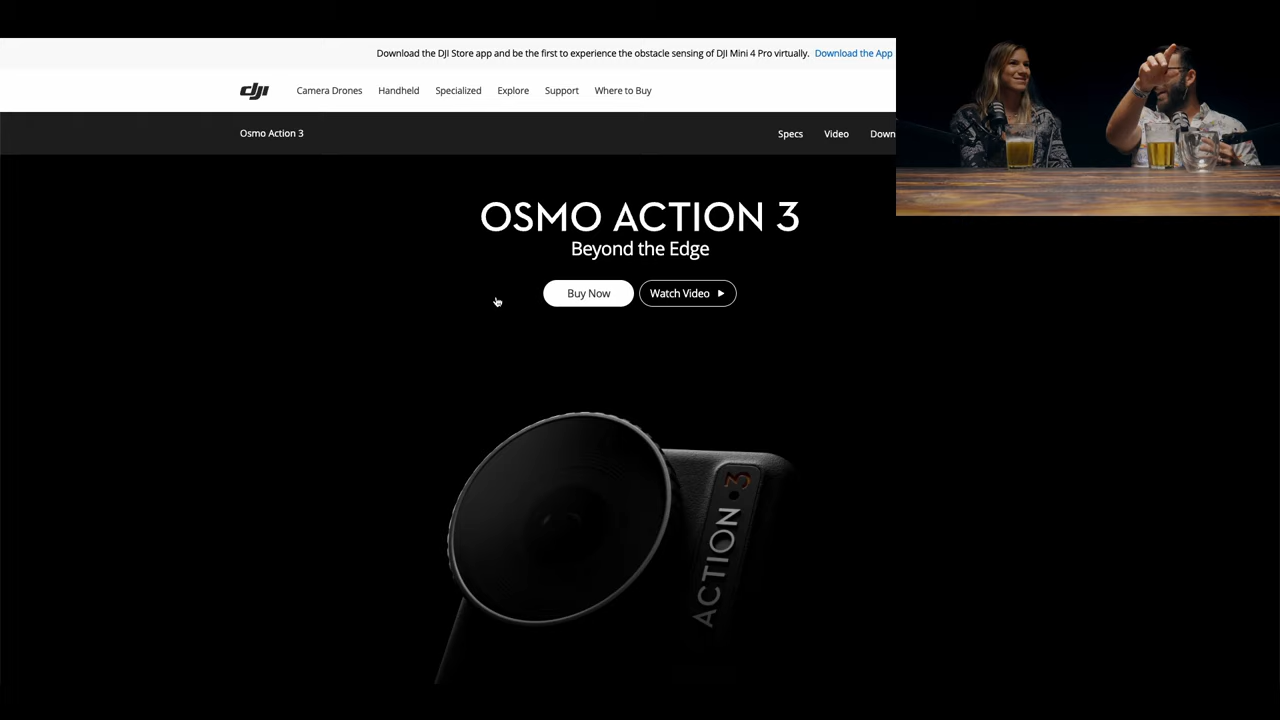 Download the DJI Store app and be the first to experience the obstacle sensing of DJI Mini 4 Pro virtually. Download the App
dji Camera Drones Handheld Specialized Explore Support Where to Buy
Osmo Action 3 Specs Video Down
OSMO ACTION 3
Beyond the Edge
Buy Now Watch Video
ACTION 3